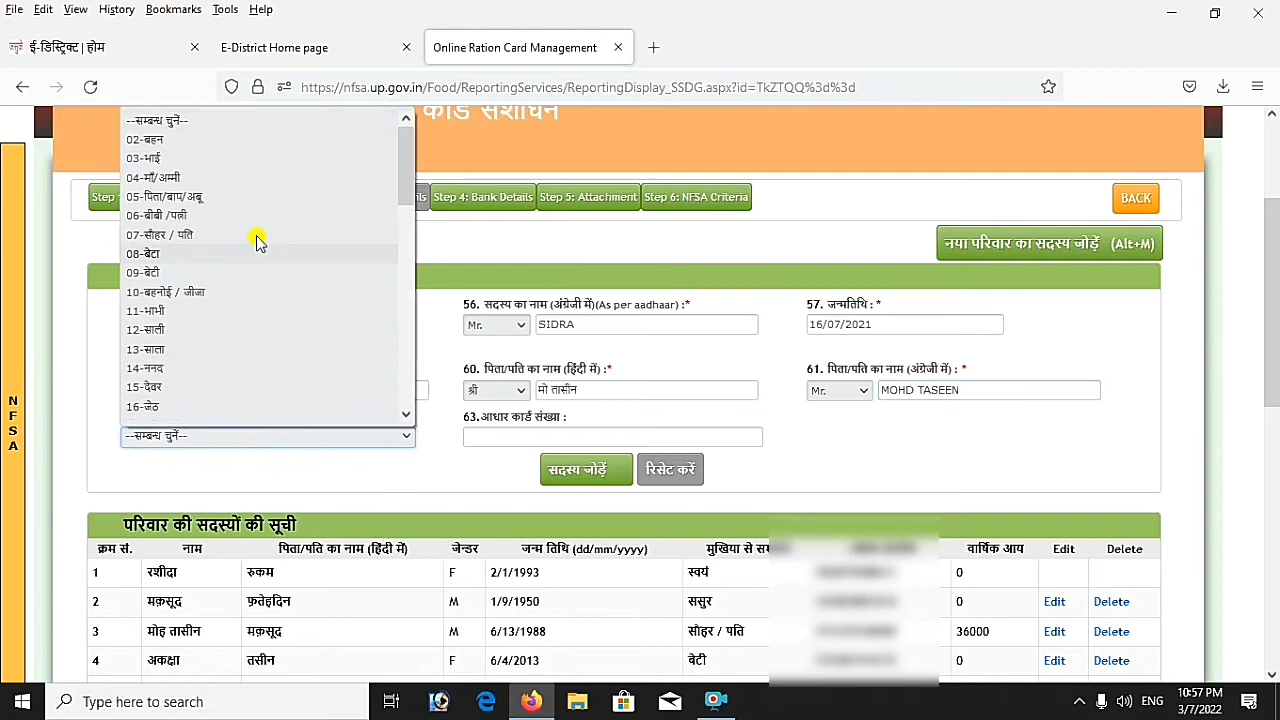 File Edit View History Bookmarks Tools Help
ई-डिस्ट्रिक्ट | होम
E-District Home page
Online Ration Card Management
https://nfsa.up.gov.in/Food/ReportingServices/ReportingDisplay_SSDG.aspx?id=TkZTQQ%3d%3d
कार्ड संशोधन
--सम्बन्ध चुनें--
02-बहन
03-भाई
04-माँ/अम्मी
05-पिता/बाप/अबू
06-बीबी /पत्नी
07-सौहर / पति
08-बेटा
09-बेटी
10-बहनोई / जीजा
11-भाभी
12-साली
13-साला
14-ननद
15-देवर
16-जेठ
--सम्बन्ध चुनें--
Step
Step 4: Bank Details
Step 5: Attachment
Step 6: NFSA Criteria
BACK
नया परिवार का सदस्य जोड़ें (Alt+M)
56. सदस्य का नाम (अंग्रेजी में)(As per aadhaar) :*
57. जन्मतिथि : *
Mr. SIDRA
16/07/2021
60. पिता/पति का नाम (हिंदी में) :*
61. पिता/पति का नाम (अंग्रेजी में) : *
श्री मो तासीन
Mr. MOHD TASEEN
63.आधार कार्ड संख्या :
सदस्य जोड़ें
रिसेट करें
NFSA
परिवार की सदस्यों की सूची
क्रम सं. नाम पिता/पति का नाम (हिंदी में) जेन्डर जन्म तिथि (dd/mm/yyyy) मुखिया से वार्षिक आय Edit Delete
1 रशीदा रुकम F 2/1/1993 स्वयं 0
2 मक़सूद फ़तेहदिन M 1/9/1950 ससुर 0 Edit Delete
3 मोह तासीन मक़सूद M 6/13/1988 सौहर / पति 36000 Edit Delete
4 अकक्षा तसीन F 6/4/2013 बेटी 0 Edit Delete
Type here to search
ENG
10:57 PM
3/7/2022